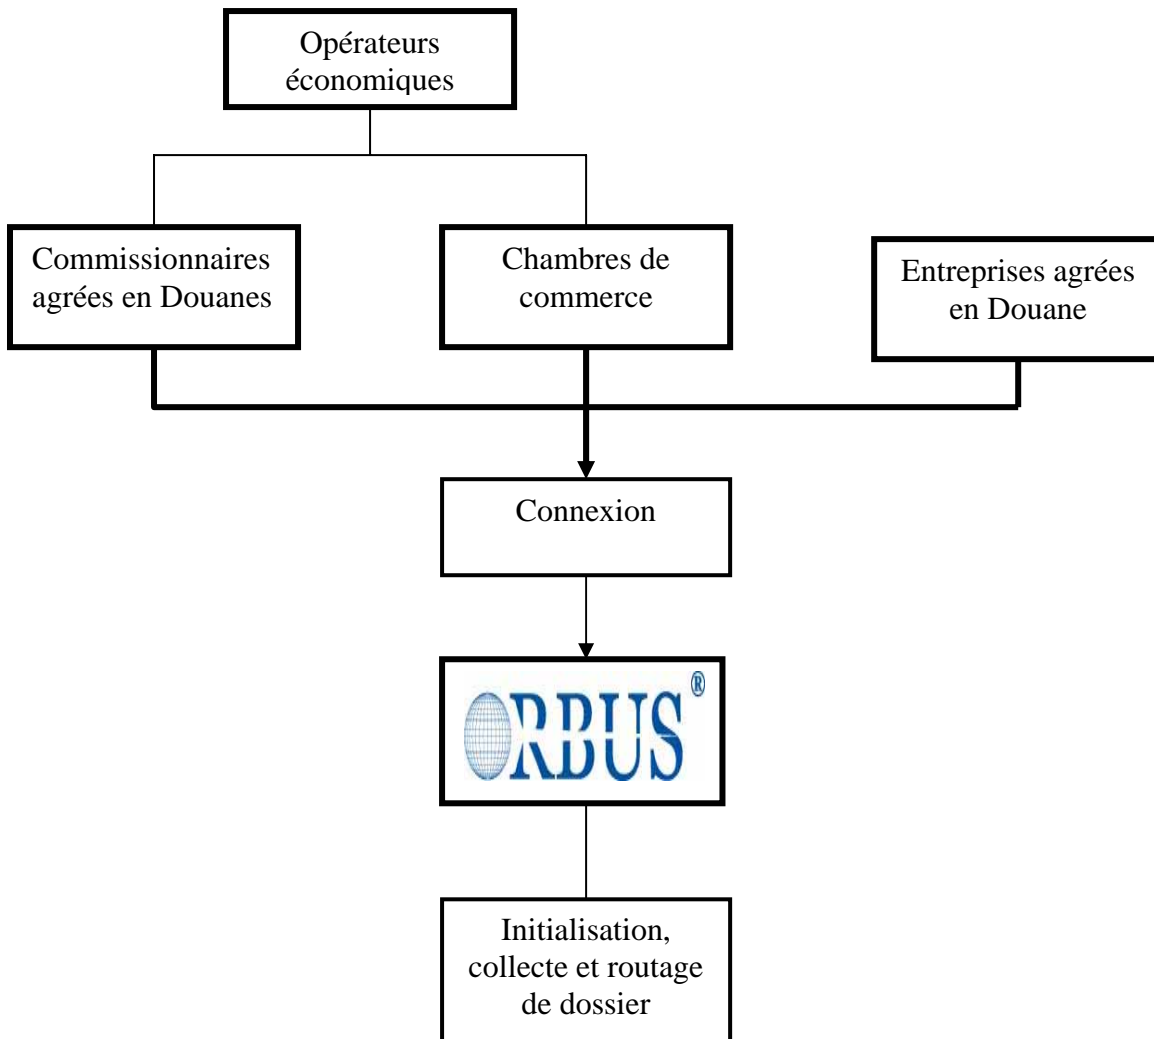 Opérateurs
économiques
Commissionnaires
agrées en Douanes
Chambres de
commerce
Entreprises agrées
en Douane
Connexion
ORBUS®
Initialisation,
collecte et routage
de dossier